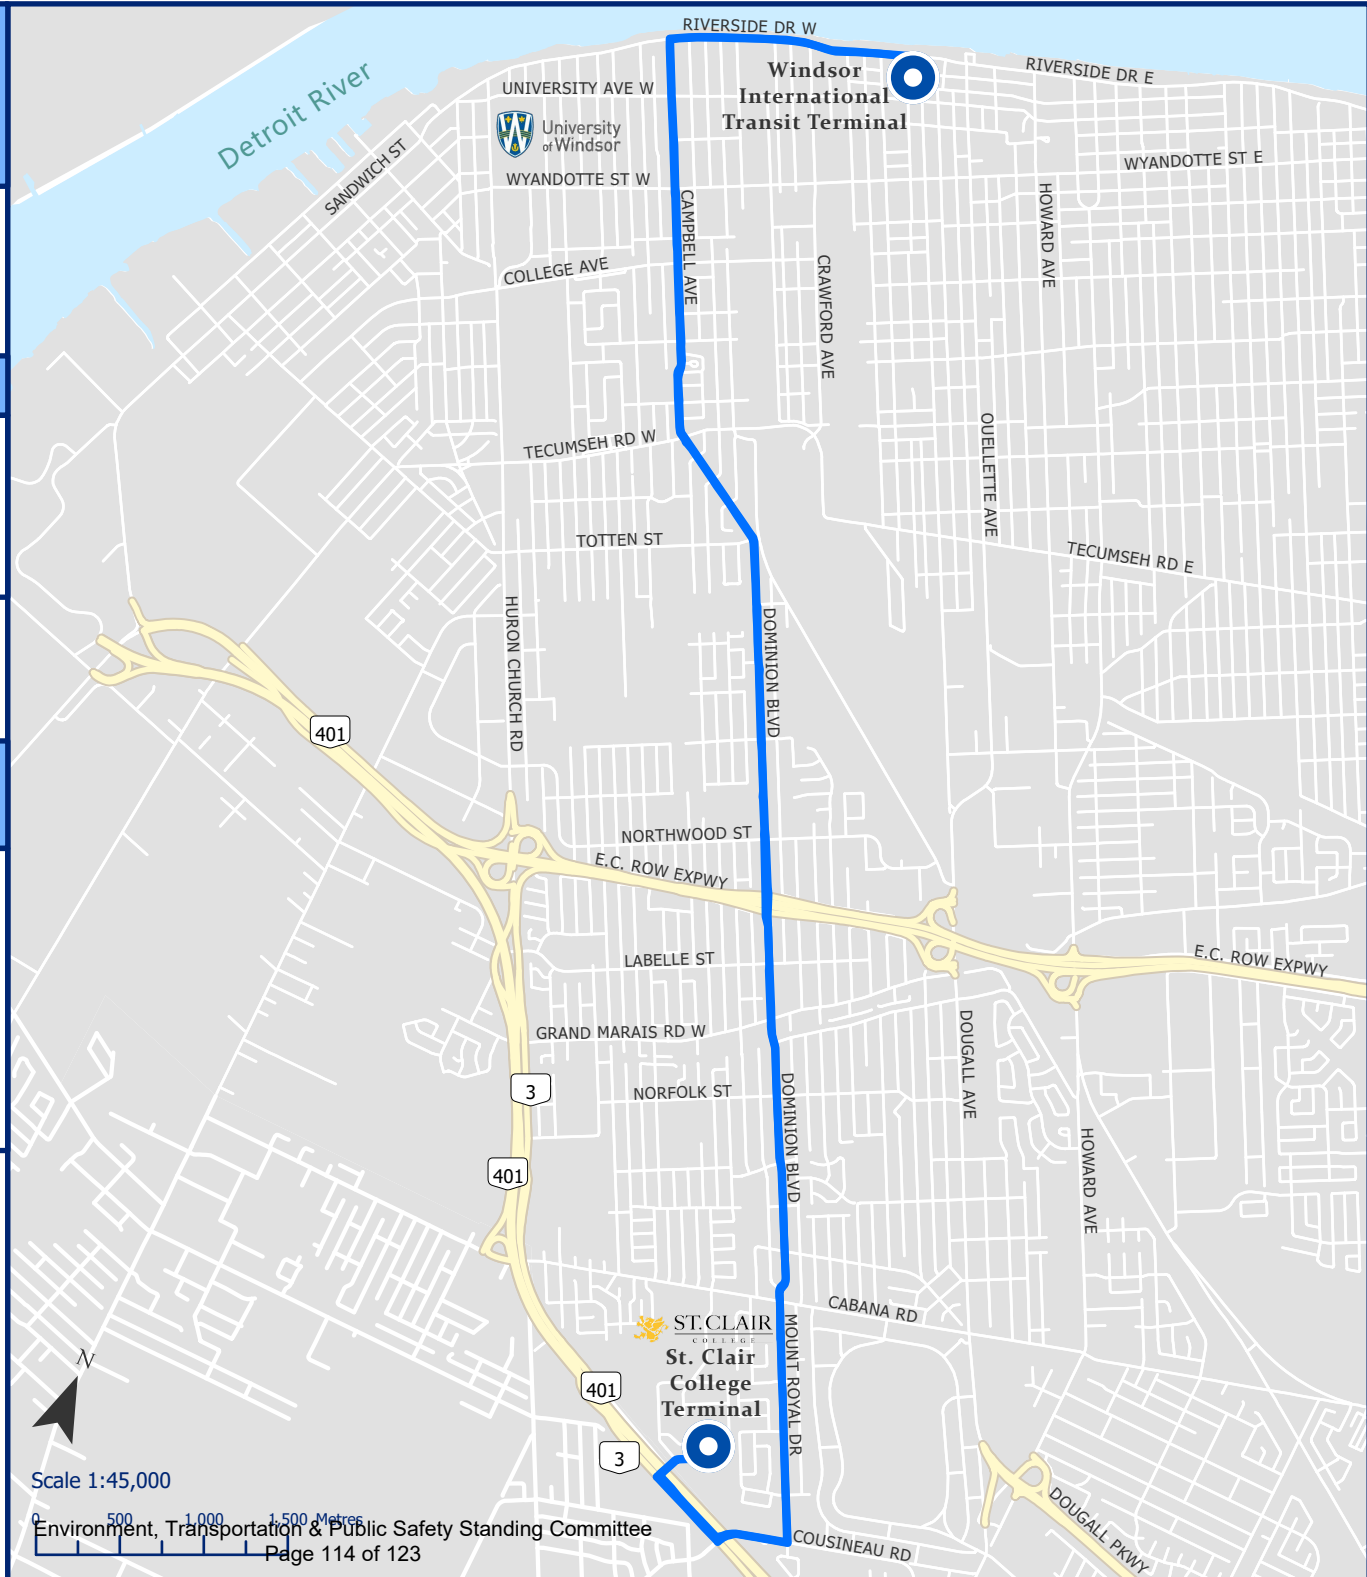 RIVERSIDE DR W
Windsor
International
Transit Terminal
RIVERSIDE DR E
Detroit River
UNIVERSITY AVE W
University
of Windsor
SANDWICH ST
WYANDOTTE ST W
WYANDOTTE ST E
CAMPBELL AVE
HOWARD AVE
COLLEGE AVE
CRAWFORD AVE
TECUMSEH RD W
OUELLETTE AVE
TOTTEN ST
TECUMSEH RD E
HURON CHURCH RD
DOMINION BLVD
401
NORTHWOOD ST
E.C. ROW EXPWY
LABELLE ST
E.C. ROW EXPWY
GRAND MARAIS RD W
DOUGALL AVE
3
NORFOLK ST
DOMINION BLVD
HOWARD AVE
401
CABANA RD
ST. CLAIR
COLLEGE
St. Clair
College
Terminal
MOUNT ROYAL DR
N
401
3
Scale 1:45,000
0 500 1,000 1,500 Metres
DOUGALL PKWY
COUSINEAU RD
Environment, Transportation & Public Safety Standing Committee
Page 114 of 123